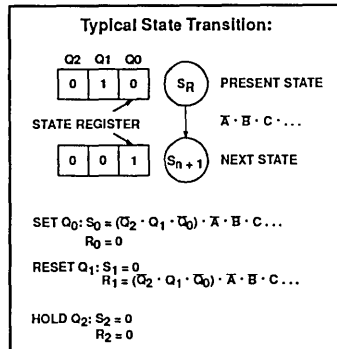 Typical State Transition:
Q2 Q1 Q0
0 1 0
S_R
PRESENT STATE
STATE REGISTER
A̅ · B̅ · C · ...
0 0 1
S_n + 1
NEXT STATE
SET Q₀: S₀ = (Q̅₂ · Q₁ · Q̅₀) · A̅ · B̅ · C ...
R₀ = 0
RESET Q₁: S₁ = 0
R₁ = (Q̅₂ · Q₁ · Q̅₀) · A̅ · B̅ · C ...
HOLD Q₂: S₂ = 0
R₂ = 0